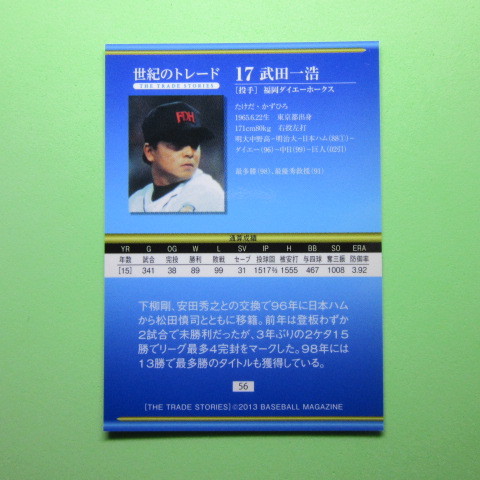 世紀のトレード
THE TRADE STORIES
17 武田一浩
［投手］ 福岡ダイエーホークス
たけだ・かずひろ
1965.6.22生 東京都出身
171cm80kg 右投左打
明大中野高－明治大－日本ハム(88①)－
ダイエー(96)－中日(99)－巨人(02引)
最多勝(98)、最優秀救援(91)
FDH
通算成績
YR G OG W L SV IP H BB SO ERA
年数 試合 完投 勝利 敗戦 セーブ 投球回 被安打 与四球 奪三振 防御率
[15] 341 38 89 99 31 1517⅔ 1555 467 1008 3.92
下柳剛、安田秀之との交換で96年に日本ハム
から松田慎司とともに移籍。前年は登板わずか
2試合で未勝利だったが、3年ぶりの2ケタ15
勝でリーグ最多4完封をマークした。98年には
13勝で最多勝のタイトルも獲得している。
56
[THE TRADE STORIES]©2013 BASEBALL MAGAZINE